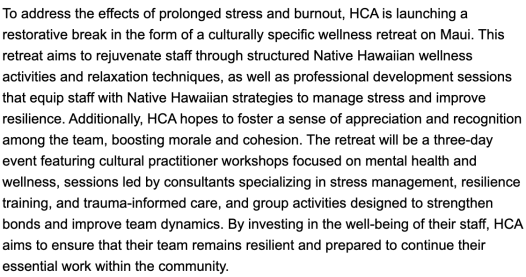 To address the effects of prolonged stress and burnout, HCA is launching a
restorative break in the form of a culturally specific wellness retreat on Maui. This
retreat aims to rejuvenate staff through structured Native Hawaiian wellness
activities and relaxation techniques, as well as professional development sessions
that equip staff with Native Hawaiian strategies to manage stress and improve
resilience. Additionally, HCA hopes to foster a sense of appreciation and recognition
among the team, boosting morale and cohesion. The retreat will be a three-day
event featuring cultural practitioner workshops focused on mental health and
wellness, sessions led by consultants specializing in stress management, resilience
training, and trauma-informed care, and group activities designed to strengthen
bonds and improve team dynamics. By investing in the well-being of their staff, HCA
aims to ensure that their team remains resilient and prepared to continue their
essential work within the community.